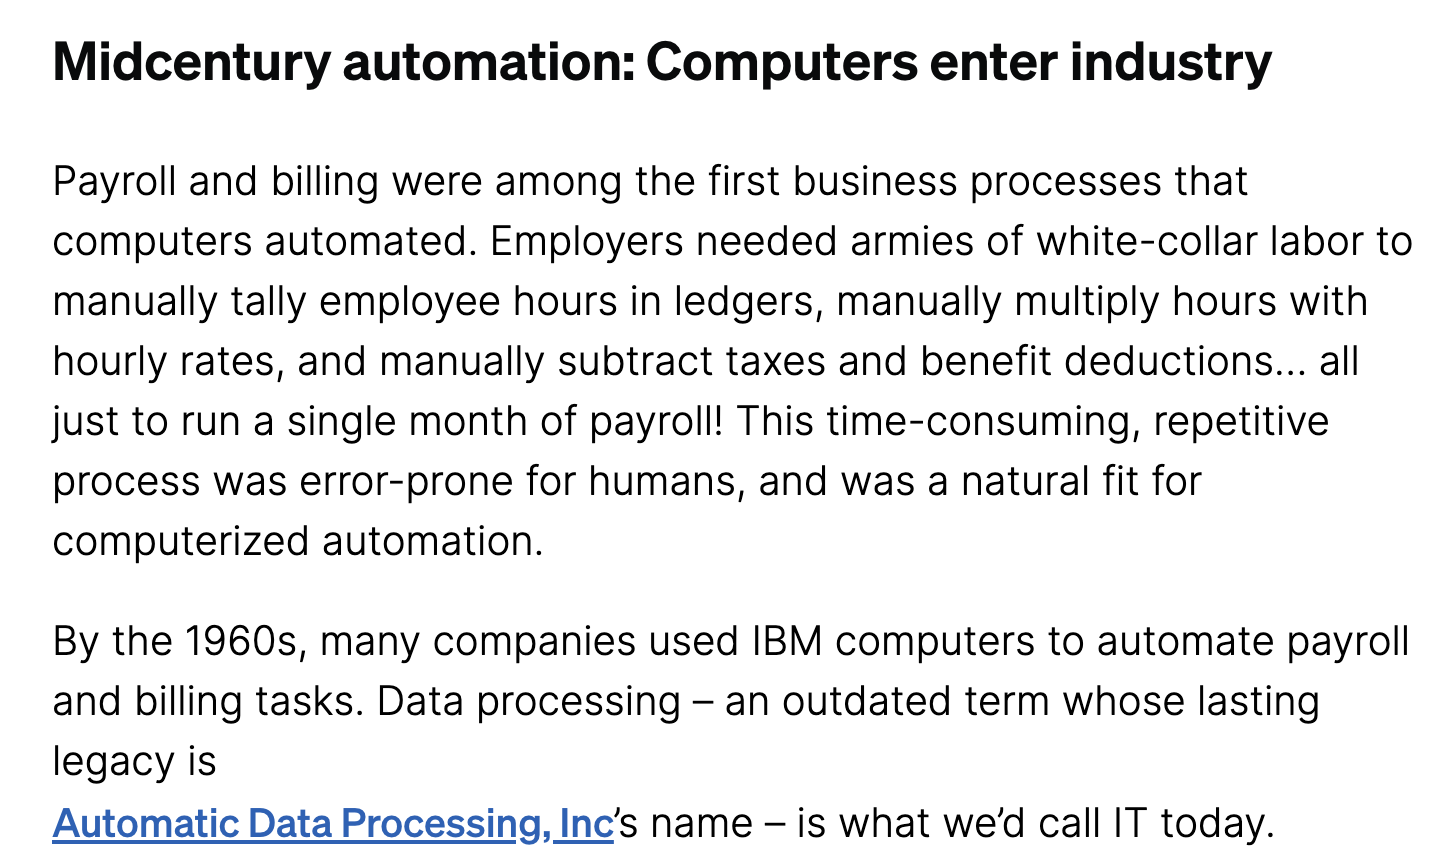 Midcentury automation: Computers enter industry
Payroll and billing were among the first business processes that
computers automated. Employers needed armies of white-collar labor to
manually tally employee hours in ledgers, manually multiply hours with
hourly rates, and manually subtract taxes and benefit deductions... all
just to run a single month of payroll! This time-consuming, repetitive
process was error-prone for humans, and was a natural fit for
computerized automation.
By the 1960s, many companies used IBM computers to automate payroll
and billing tasks. Data processing – an outdated term whose lasting
legacy is
Automatic Data Processing, Inc’s name – is what we’d call IT today.